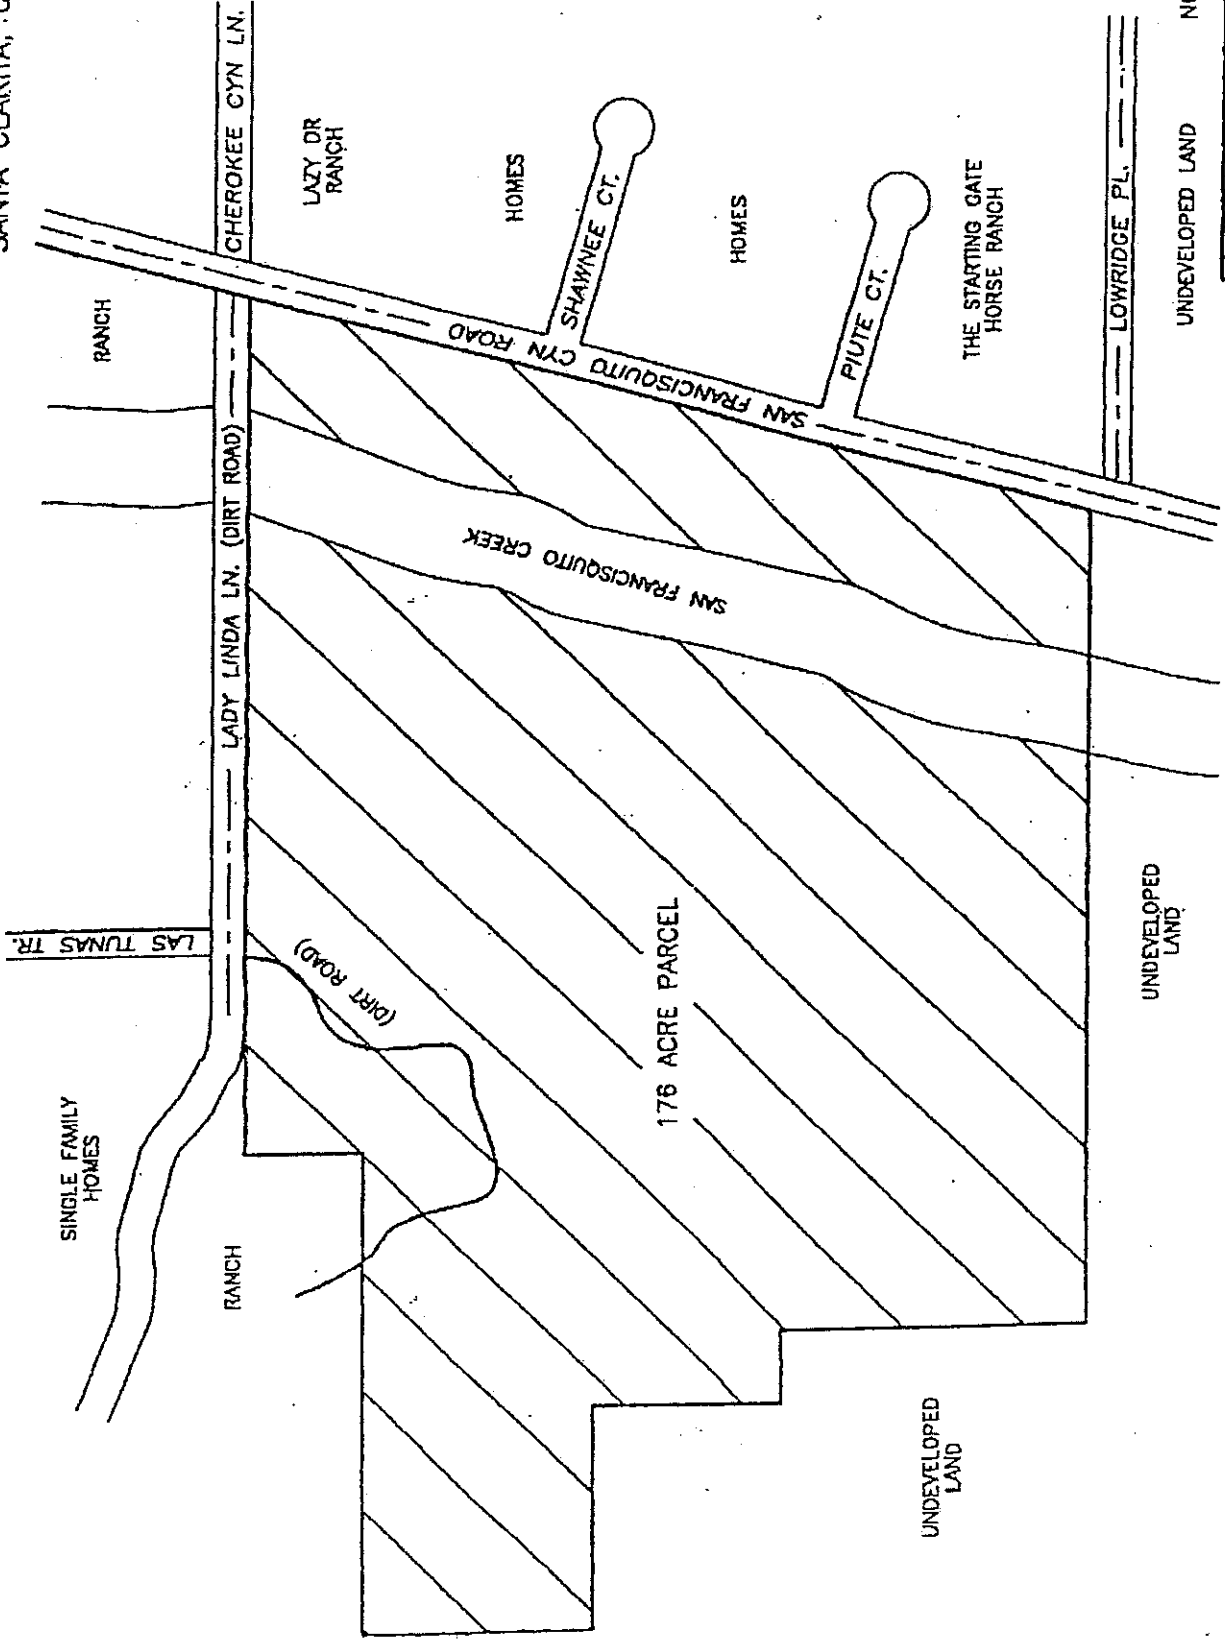 SANTA CLARITA,
RANCH
CHEROKEE CYN LN.
LAZY DR
RANCH
HOMES
SHAWNEE CT.
HOMES
PIUTE CT.
THE STARTING GATE
HORSE RANCH
LOWRIDGE PL.
UNDEVELOPED LAND
SAN FRANCISQUITO CYN ROAD
SAN FRANCISQUITO CREEK
LADY LINDA LN. (DIRT ROAD)
LAS TUNAS TR.
(DIRT ROAD)
176 ACRE PARCEL
UNDEVELOPED
LAND
SINGLE FAMILY
HOMES
RANCH
UNDEVELOPED
LAND